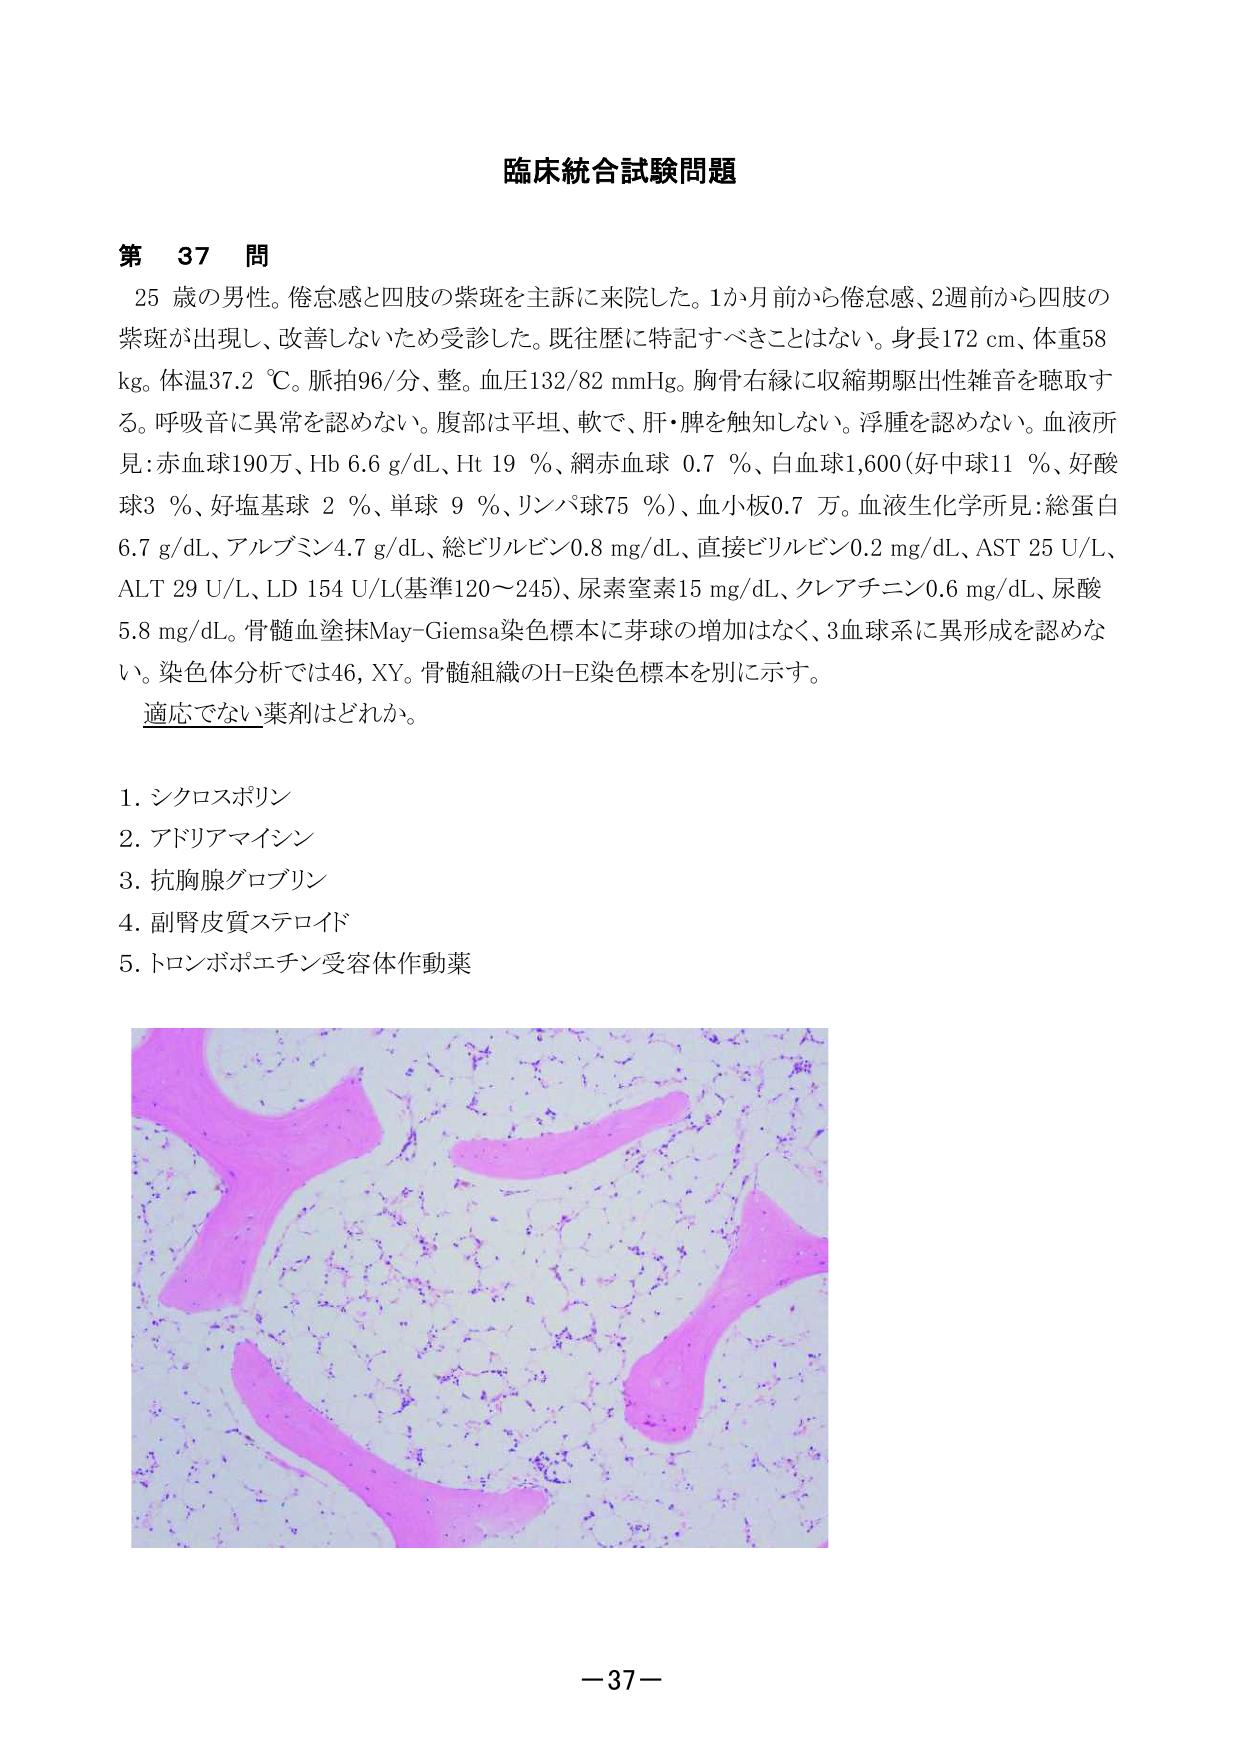 臨床統合試験問題
第 37 問
25 歳の男性。倦怠感と四肢の紫斑を主訴に来院した。1か月前から倦怠感、2週前から四肢の
紫斑が出現し、改善しないため受診した。既往歴に特記すべきことはない。身長172 cm、体重58
kg。体温37.2 ℃。脈拍96/分、整。血圧132/82 mmHg。胸骨右縁に収縮期駆出性雑音を聴取す
る。呼吸音に異常を認めない。腹部は平坦、軟で、肝・脾を触知しない。浮腫を認めない。血液所
見:赤血球190万、Hb 6.6 g/dL、Ht 19 %、網赤血球 0.7 %、白血球1,600(好中球11 %、好酸
球3 %、好塩基球 2 %、単球 9 %、リンパ球75 %)、血小板0.7 万。血液生化学所見:総蛋白
6.7 g/dL、アルブミン4.7 g/dL、総ビリルビン0.8 mg/dL、直接ビリルビン0.2 mg/dL、AST 25 U/L、
ALT 29 U/L、LD 154 U/L(基準120～245)、尿素窒素15 mg/dL、クレアチニン0.6 mg/dL、尿酸
5.8 mg/dL。骨髄血塗抹May-Giemsa染色標本に芽球の増加はなく、3血球系に異形成を認めな
い。染色体分析では46, XY。骨髄組織のH-E染色標本を別に示す。
適応でない薬剤はどれか。
1. シクロスポリン
2. アドリアマイシン
3. 抗胸腺グロブリン
4. 副腎皮質ステロイド
5. トロンボポエチン受容体作動薬
－37－